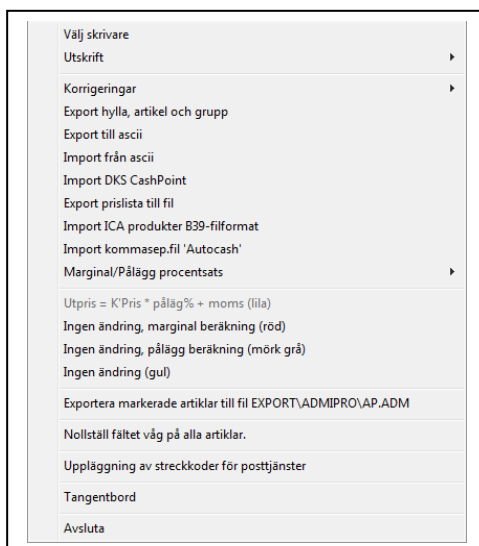 Välj skrivare
Utskrift
Korrigeringar
Export hylla, artikel och grupp
Export till ascii
Import från ascii
Import DKS CashPoint
Export prislista till fil
Import ICA produkter B39-filformat
Import kommasep.fil 'Autocash'
Marginal/Pålägg procentsats
Utpris = K'Pris * påläg% + moms (lila)
Ingen ändring, marginal beräkning (röd)
Ingen ändring, pålägg beräkning (mörk grå)
Ingen ändring (gul)
Exportera markerade artiklar till fil EXPORT\ADMIPRO\AP.ADM
Nollställ fältet våg på alla artiklar.
Uppläggning av streckkoder för posttjänster
Tangentbord
Avsluta